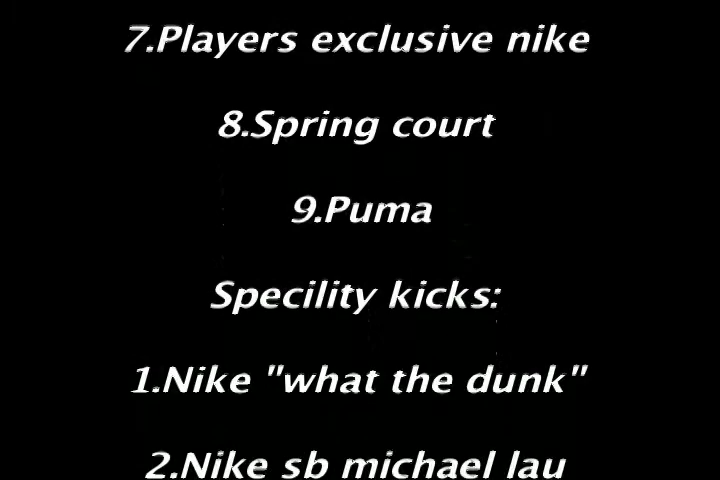 7.Players exclusive nike
8.Spring court
9.Puma
Specility kicks:
1.Nike "what the dunk"
2.Nike sb michael lau